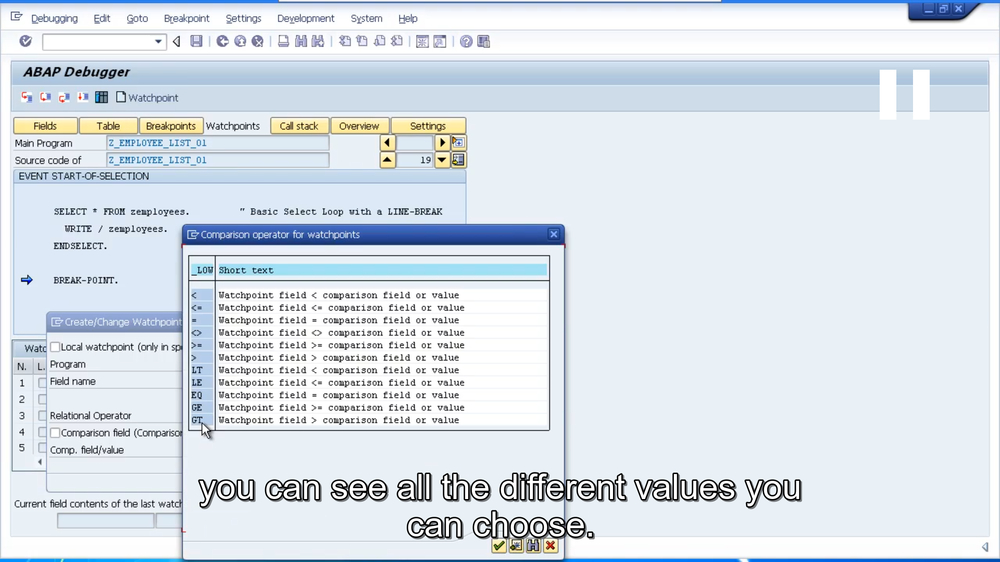 Debugging Edit Goto Breakpoint Settings Development System Help
ABAP Debugger
Watchpoint
Fields Table Breakpoints Watchpoints Call stack Overview Settings
Main Program Z_EMPLOYEE_LIST_01
Source code of Z_EMPLOYEE_LIST_01 19
EVENT START-OF-SELECTION
SELECT * FROM zemployees. " Basic Select Loop with a LINE-BREAK
WRITE / zemployees.
ENDSELECT.
BREAK-POINT.
Comparison operator for watchpoints
_LOW Short text
< Watchpoint field < comparison field or value
<= Watchpoint field <= comparison field or value
= Watchpoint field = comparison field or value
<> Watchpoint field <> comparison field or value
>= Watchpoint field >= comparison field or value
> Watchpoint field > comparison field or value
LT Watchpoint field < comparison field or value
LE Watchpoint field <= comparison field or value
EQ Watchpoint field = comparison field or value
GE Watchpoint field >= comparison field or value
GT Watchpoint field > comparison field or value
Create/Change Watchpoint
Local watchpoint (only in sp
Program
Field name
Relational Operator
Comparison field (Comparisor
Comp. field/value
Watc
N. L.
1
2
3
4
5
Current field contents of the last watch
you can see all the different values you
can choose.